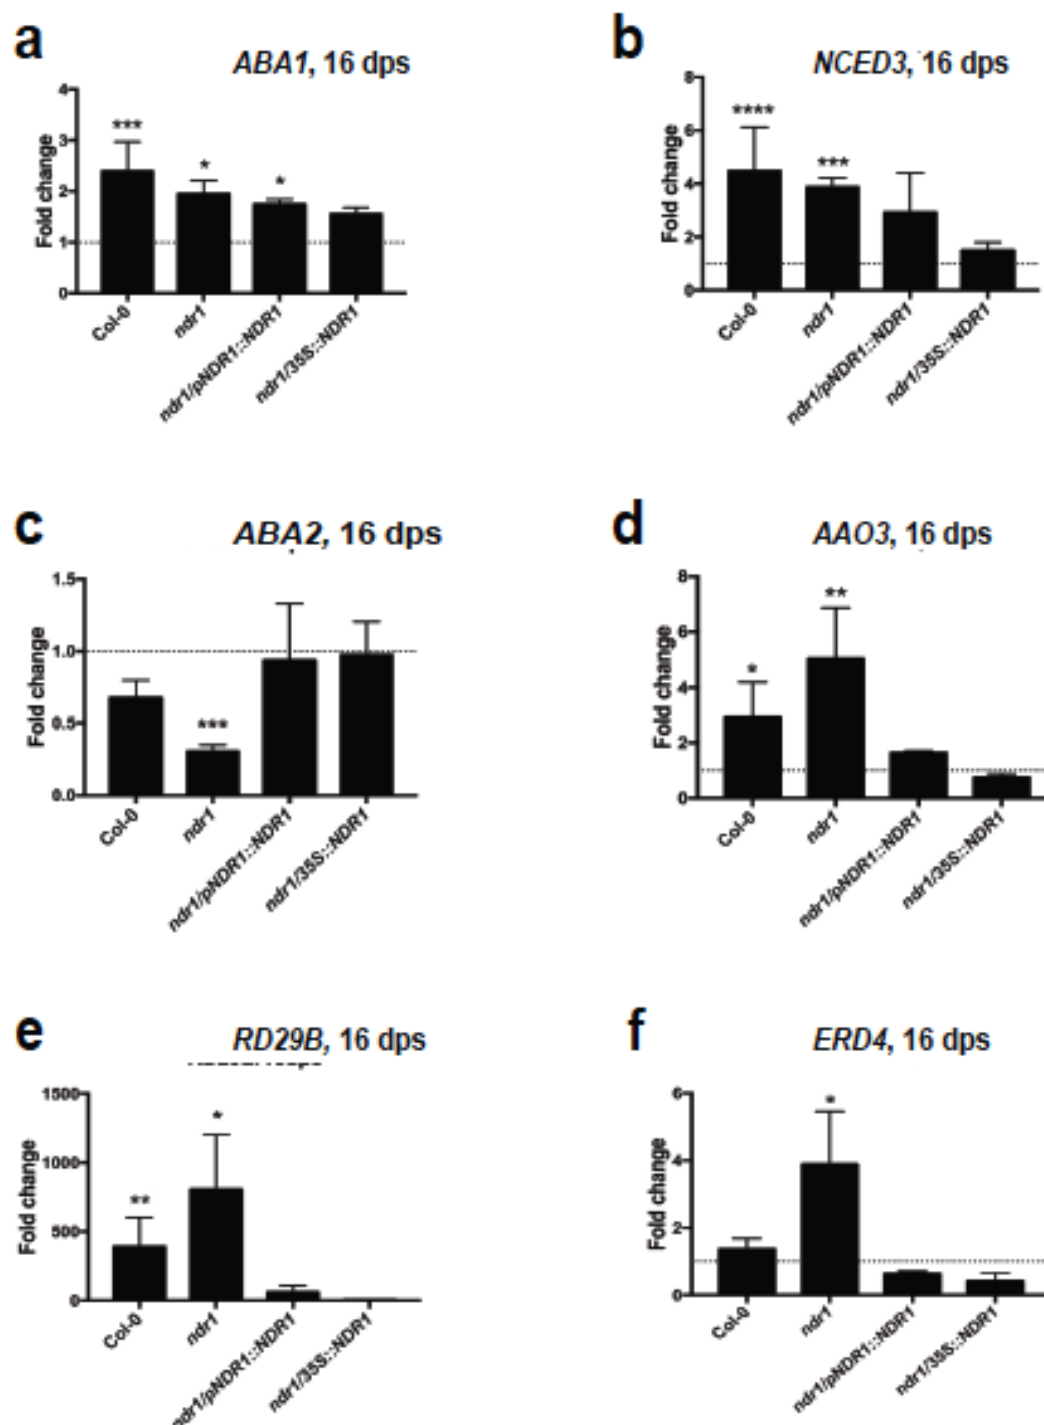 a
ABA1, 16 dps
Fold change
4
3
2
1
0
***
*
*
Col-0
ndr1
ndr1/pNDR1::NDR1
ndr1/35S::NDR1
b
NCED3, 16 dps
Fold change
8
6
4
2
0
****
***
Col-0
ndr1
ndr1/pNDR1::NDR1
ndr1/35S::NDR1
c
ABA2, 16 dps
Fold change
1.5
1.0
0.5
0.0
***
Col-0
ndr1
ndr1/pNDR1::NDR1
ndr1/35S::NDR1
d
AAO3, 16 dps
Fold change
8
6
4
2
0
*
**
Col-0
ndr1
ndr1/pNDR1::NDR1
ndr1/35S::NDR1
e
RD29B, 16 dps
Fold change
1500
1000
500
0
**
*
Col-0
ndr1
ndr1/pNDR1::NDR1
ndr1/35S::NDR1
f
ERD4, 16 dps
Fold change
6
4
2
0
*
Col-0
ndr1
ndr1/pNDR1::NDR1
ndr1/35S::NDR1